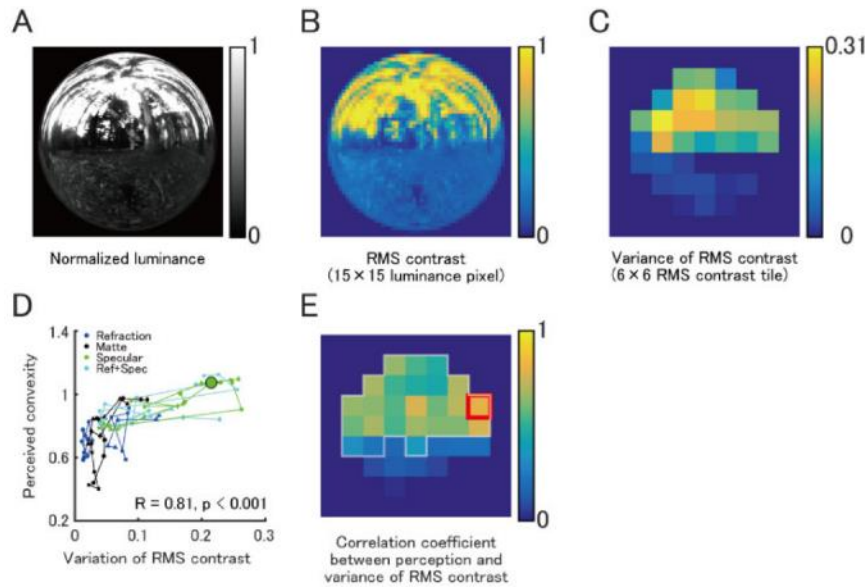 A
1
0
Normalized luminance
B
1
0
RMS contrast
(15×15 luminance pixel)
C
0.31
0
Variance of RMS contrast
(6×6 RMS contrast tile)
D
Refraction
Matte
Specular
Ref+Spec
Perceived convexity
1.4
1
0.6
0.2
R = 0.81, p < 0.001
0
0.1
0.2
0.3
Variation of RMS contrast
E
1
0
Correlation coefficient
between perception and
variance of RMS contrast